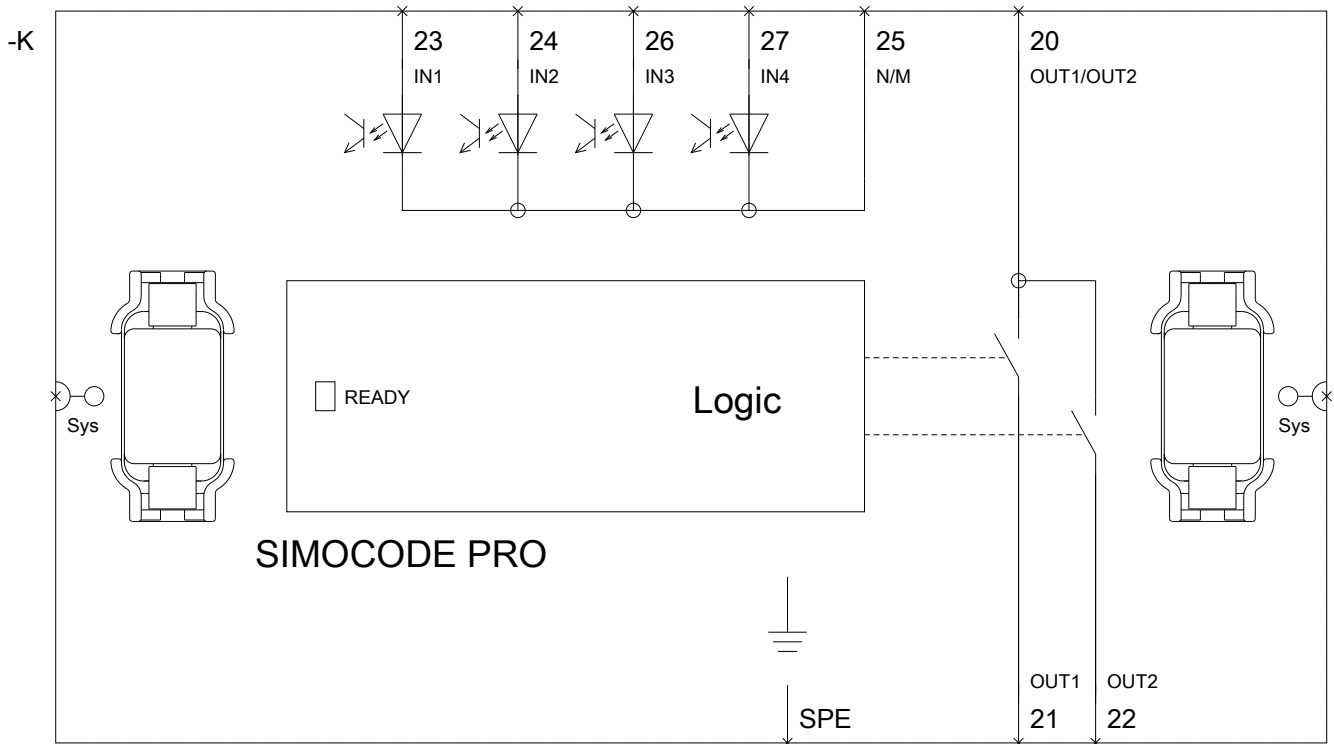 -K
23 24 26 27 25 20
IN1 IN2 IN3 IN4 N/M OUT1/OUT2
READY
Logic
Sys
Sys
SIMOCODE PRO
OUT1 OUT2
SPE 21 22